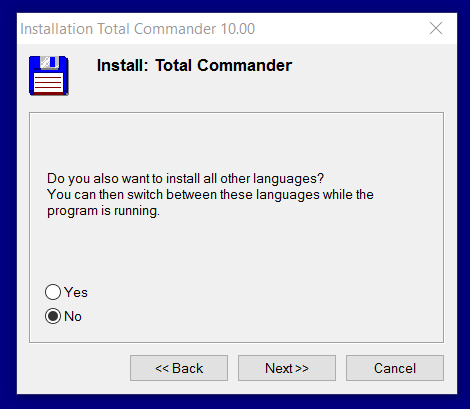 Installation Total Commander 10.00
Install: Total Commander
Do you also want to install all other languages?
You can then switch between these languages while the
program is running.
Yes
No
<< Back
Next >>
Cancel